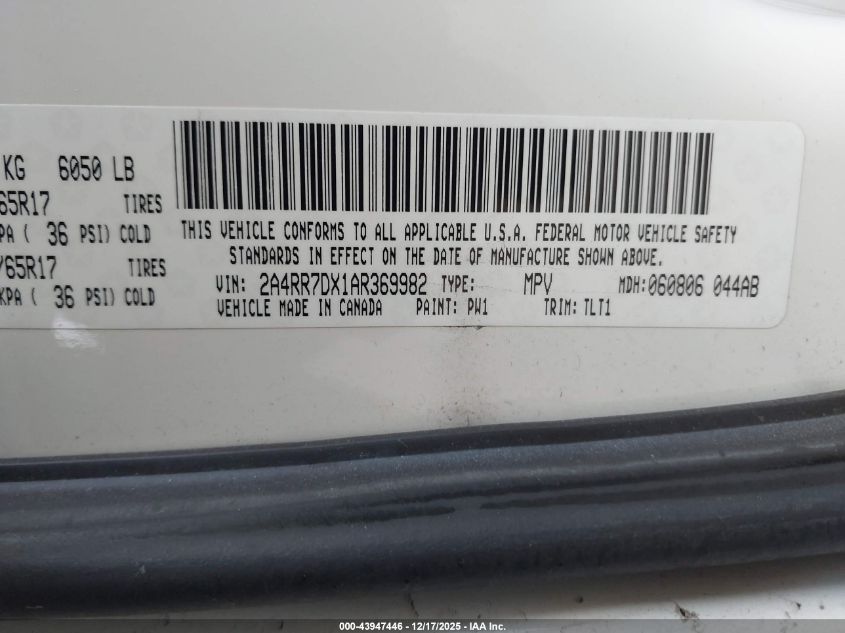 KG 6050 LB
65R17 TIRES
PA ( 36 PSI) COLD
/65R17 TIRES
KPA ( 36 PSI) COLD
THIS VEHICLE CONFORMS TO ALL APPLICABLE U.S.A. FEDERAL MOTOR VEHICLE SAFETY
STANDARDS IN EFFECT ON THE DATE OF MANUFACTURE SHOWN ABOVE.
VIN: 2A4RR7DX1AR369982 TYPE: MPV MDH: 060806 044AB
VEHICLE MADE IN CANADA PAINT: PW1 TRIM: TLT1
000-43947446 - 12/17/2025 - IAA Inc.